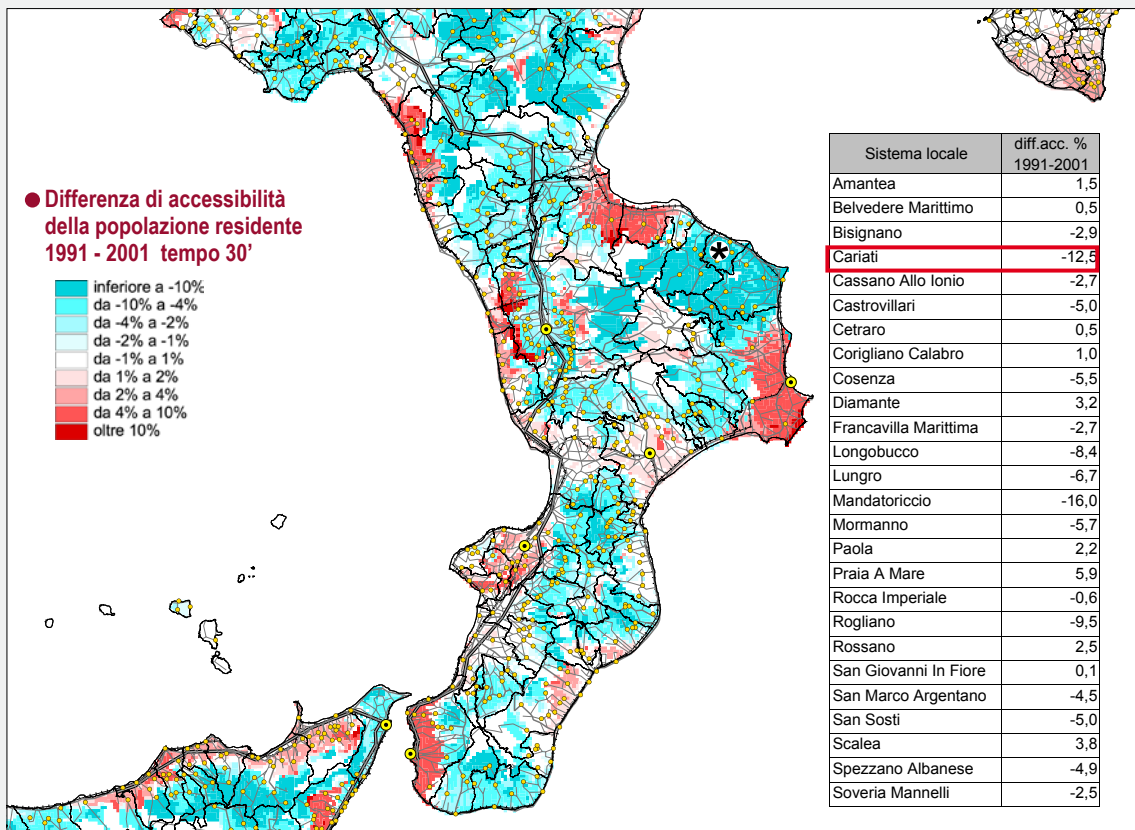 ● Differenza di accessibilità
della popolazione residente
1991 - 2001 tempo 30'
inferiore a -10%
da -10% a -4%
da -4% a -2%
da -2% a -1%
da -1% a 1%
da 1% a 2%
da 2% a 4%
da 4% a 10%
oltre 10%
*
Sistema locale diff.acc. % 1991-2001
Amantea 1,5
Belvedere Marittimo 0,5
Bisignano -2,9
Cariati -12,5
Cassano Allo Ionio -2,7
Castrovillari -5,0
Cetraro 0,5
Corigliano Calabro 1,0
Cosenza -5,5
Diamante 3,2
Francavilla Marittima -2,7
Longobucco -8,4
Lungro -6,7
Mandatoriccio -16,0
Mormanno -5,7
Paola 2,2
Praia A Mare 5,9
Rocca Imperiale -0,6
Rogliano -9,5
Rossano 2,5
San Giovanni In Fiore 0,1
San Marco Argentano -4,5
San Sosti -5,0
Scalea 3,8
Spezzano Albanese -4,9
Soveria Mannelli -2,5